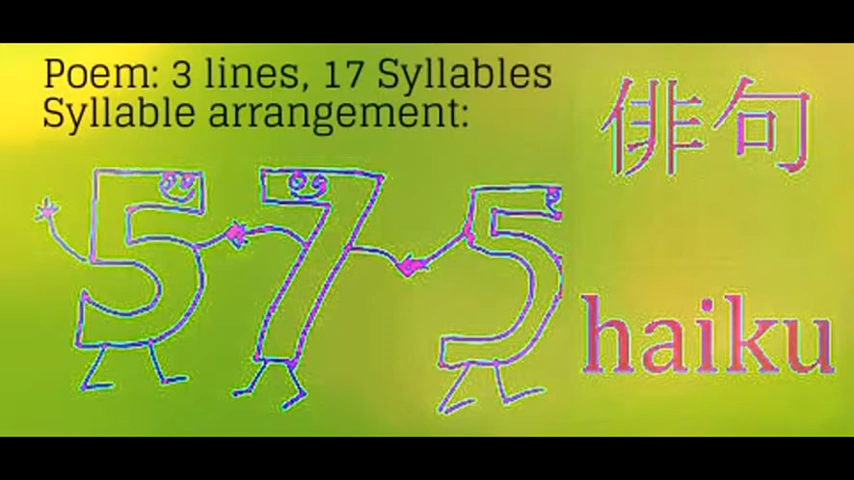 Poem: 3 lines, 17 Syllables
Syllable arrangement:
俳句
5 7 5
haiku